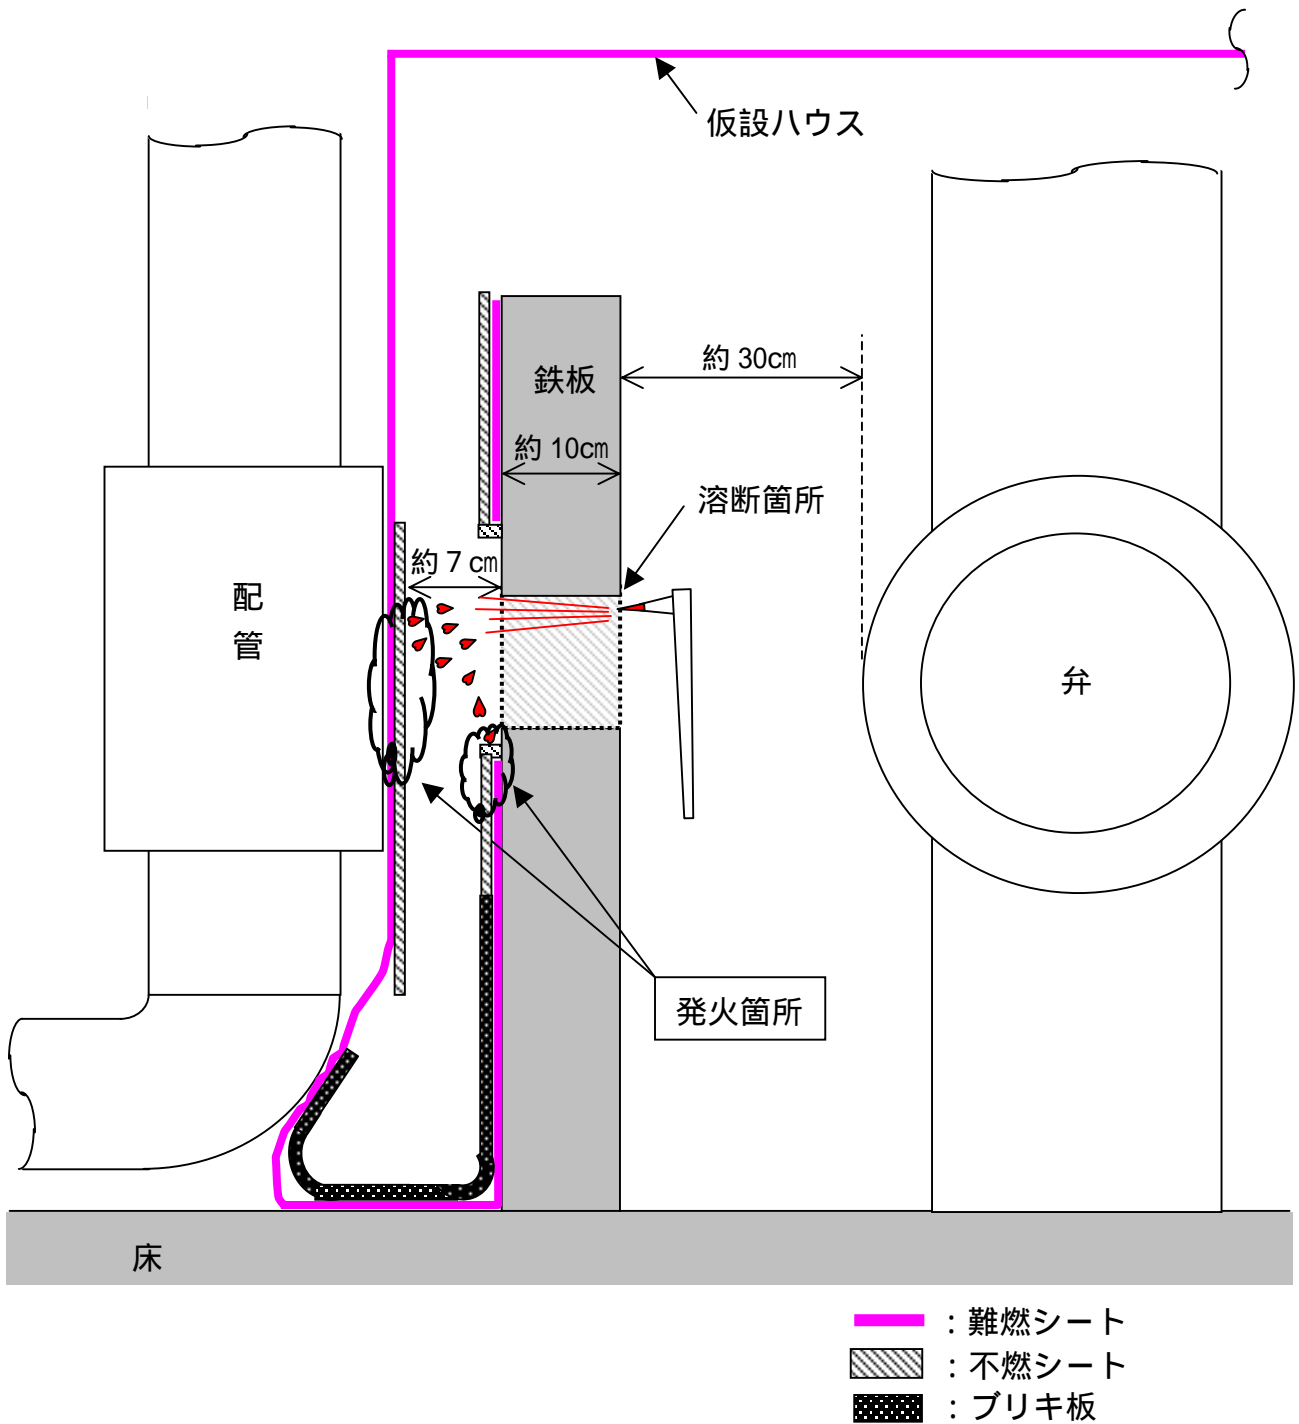 仮設ハウス
約 30㎝
鉄板
約 10㎝
溶断箇所
約 7 ㎝
配
管
弁
発火箇所
床
：難燃シート
：不燃シート
：ブリキ板